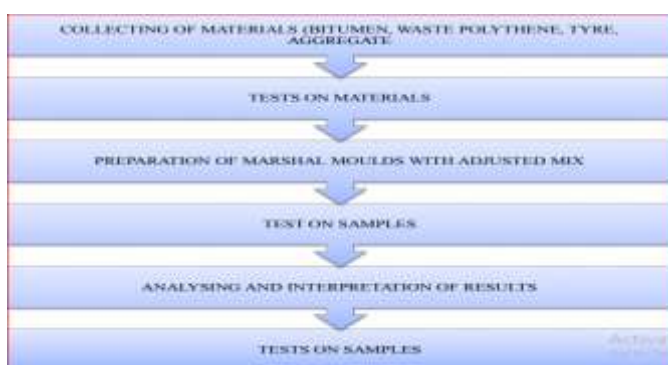 COLLECTING OF MATERIALS (BITUMEN, WASTE POLYTHENE, TYRE,
AGGREGATE
TESTS ON MATERIALS
PREPARATION OF MARSHAL MOULDS WITH ADJUSTED MIX
TEST ON SAMPLES
ANALYSING AND INTERPRETATION OF RESULTS
TESTS ON SAMPLES